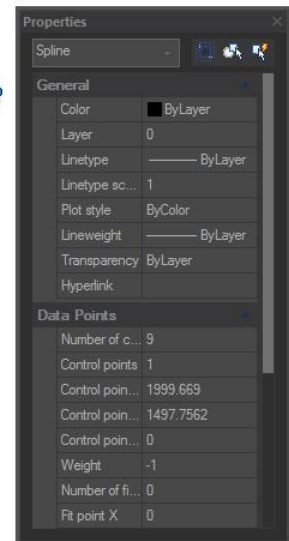 Properties
Spline
General
Color ByLayer
Layer 0
Linetype ByLayer
Linetype sc... 1
Plot style ByColor
Lineweight ByLayer
Transparency ByLayer
Hyperlink
Data Points
Number of c... 9
Control points 1
Control poin... 1999.669
Control poin... 1497.7562
Control poin... 0
Weight -1
Number of fi... 0
Fit point X 0